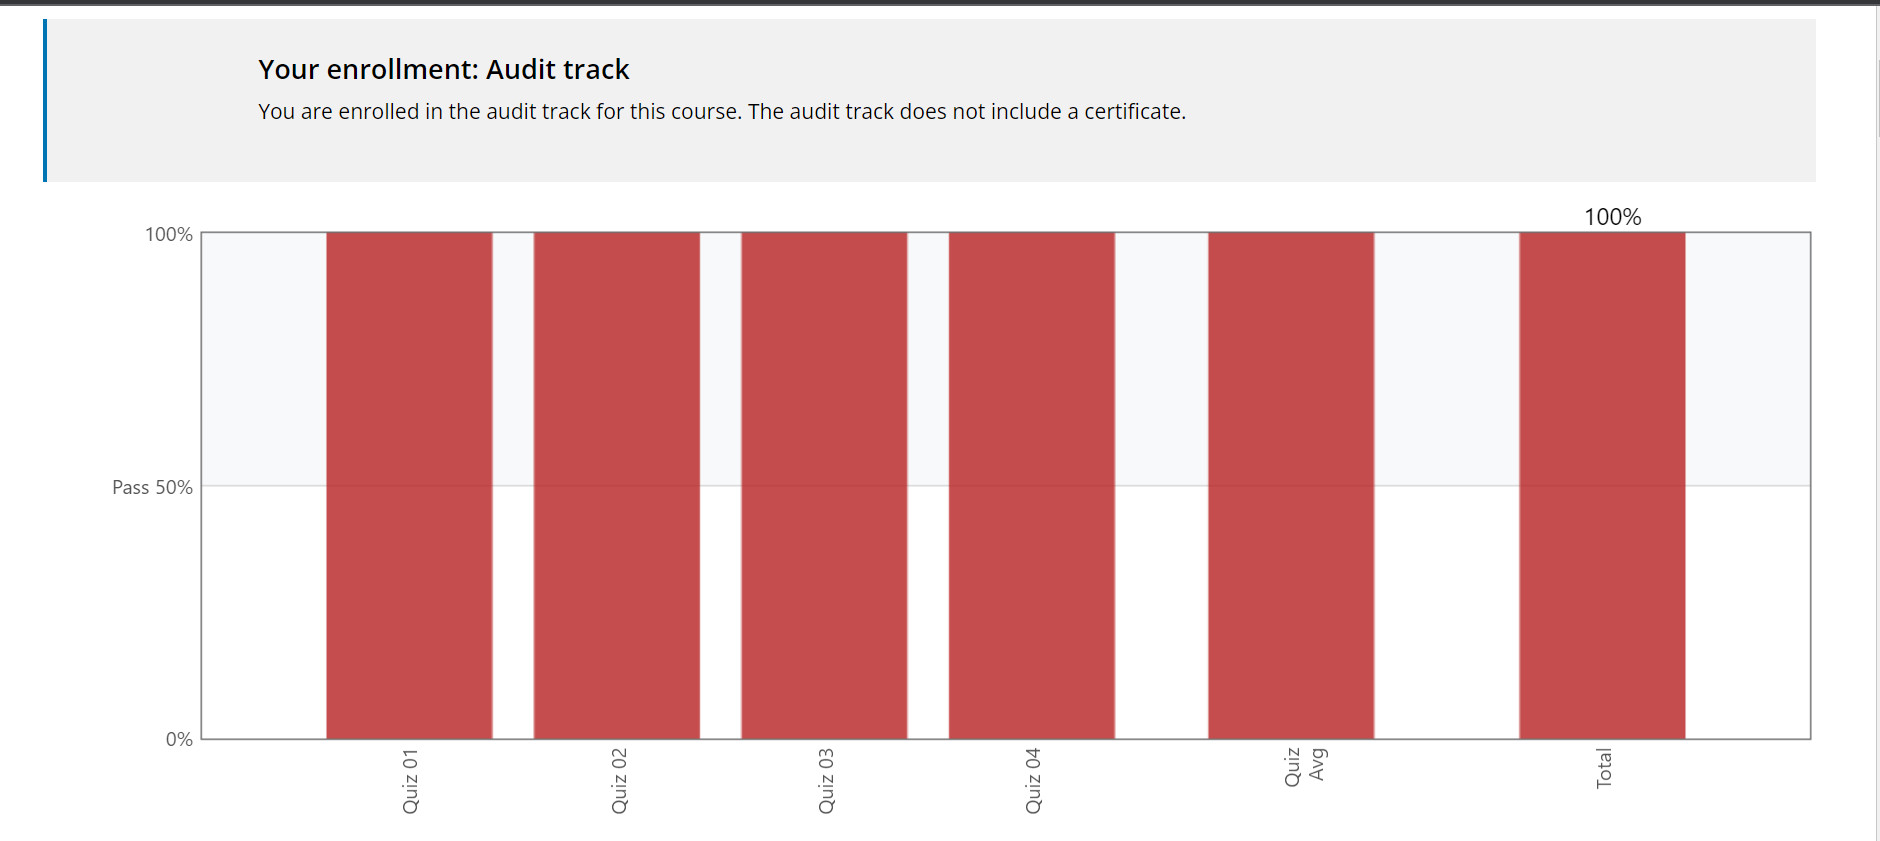 Your enrollment: Audit track
You are enrolled in the audit track for this course. The audit track does not include a certificate.
100%
100%
Pass 50%
0%
Quiz 01
Quiz 02
Quiz 03
Quiz 04
Quiz
Avg
Total